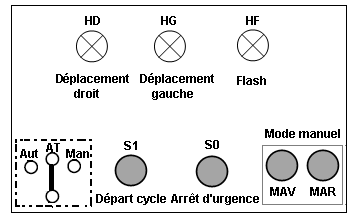 HD HG HF
Déplacement droit
Déplacement gauche
Flash
Mode manuel
Aut AT Man
S1 S0
Départ cycle Arrêt d'urgence
MAV MAR